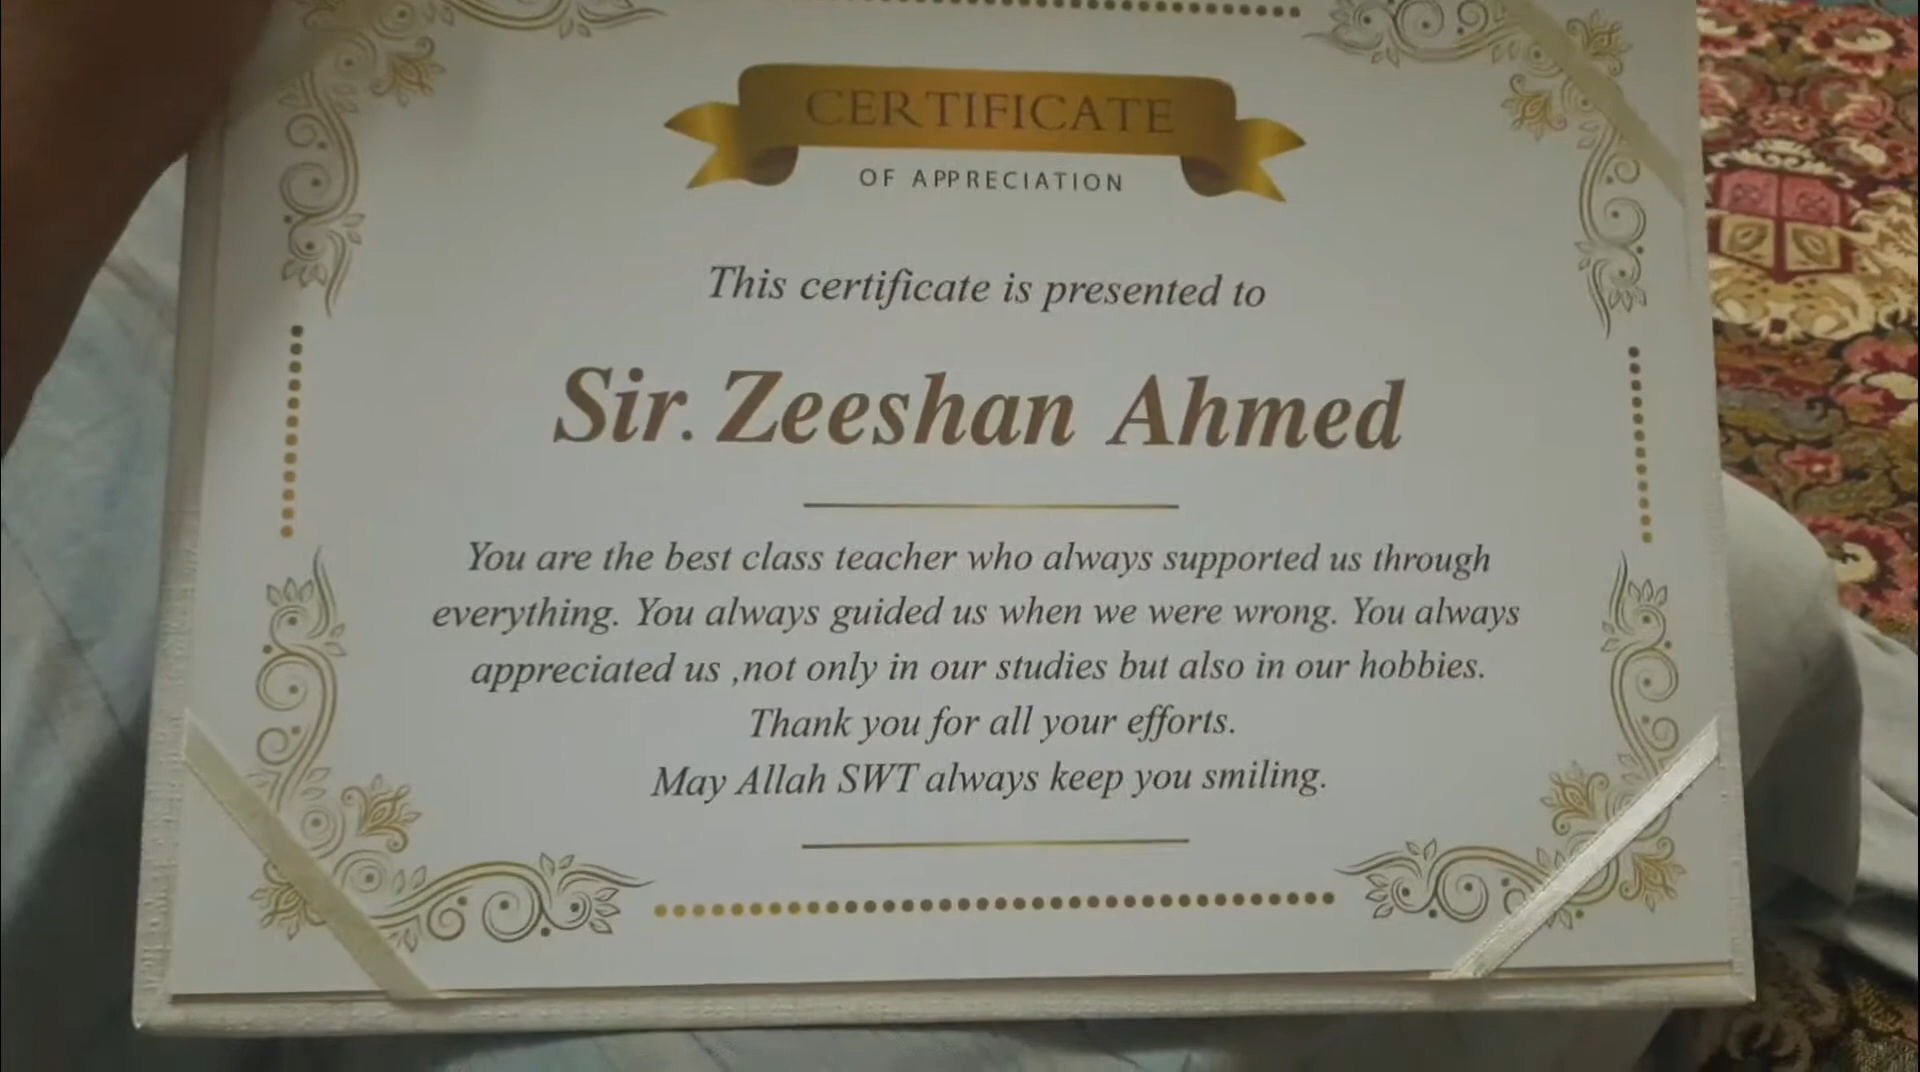 CERTIFICATE
OF APPRECIATION
This certificate is presented to
Sir. Zeeshan Ahmed
You are the best class teacher who always supported us through
everything. You always guided us when we were wrong. You always
appreciated us ,not only in our studies but also in our hobbies.
Thank you for all your efforts.
May Allah SWT always keep you smiling.